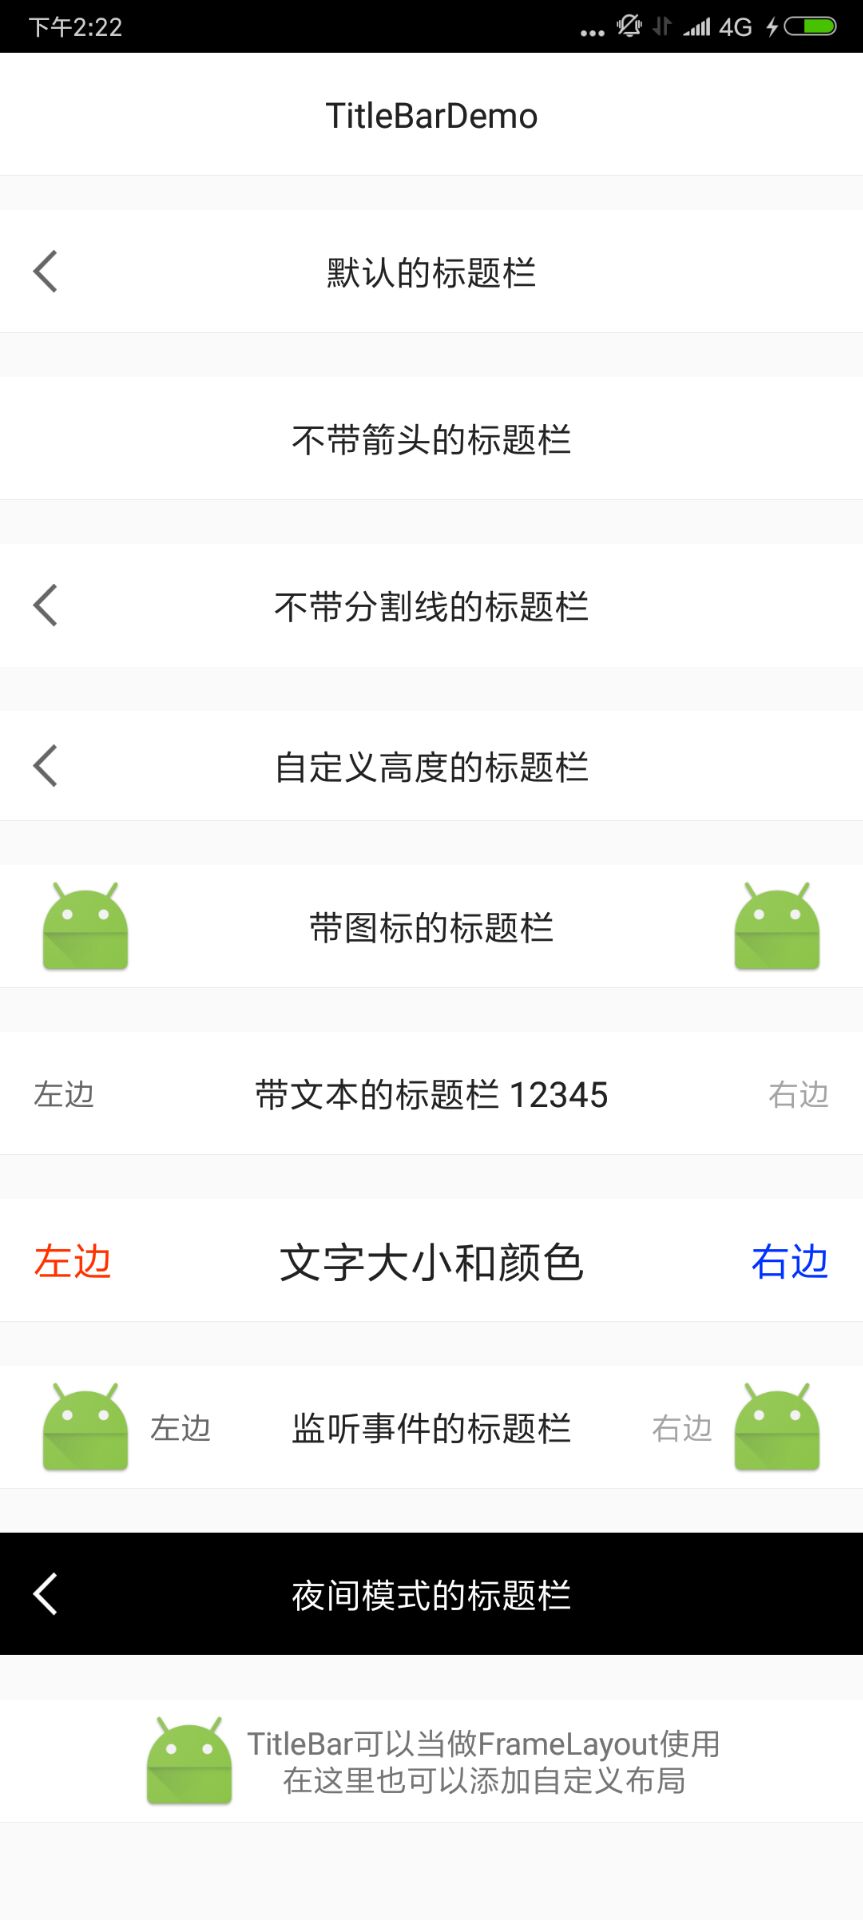 下午2:22
4G
TitleBarDemo
默认的标题栏
不带箭头的标题栏
不带分割线的标题栏
自定义高度的标题栏
带图标的标题栏
左边 带文本的标题栏 12345 右边
左边 文字大小和颜色 右边
左边 监听事件的标题栏 右边
夜间模式的标题栏
TitleBar可以当做FrameLayout使用
在这里也可以添加自定义布局